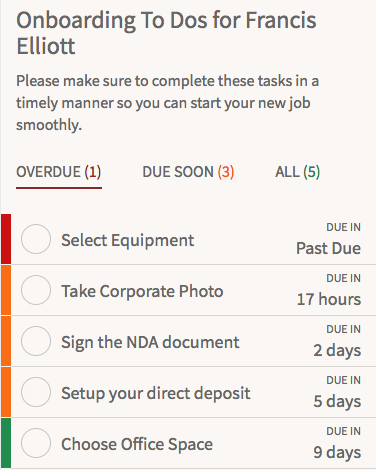 Onboarding To Dos for Francis
Elliott
Please make sure to complete these tasks in a
timely manner so you can start your new job
smoothly.
OVERDUE (1) DUE SOON (3) ALL (5)
DUE IN
Select Equipment Past Due
DUE IN
Take Corporate Photo 17 hours
DUE IN
Sign the NDA document 2 days
DUE IN
Setup your direct deposit 5 days
DUE IN
Choose Office Space 9 days